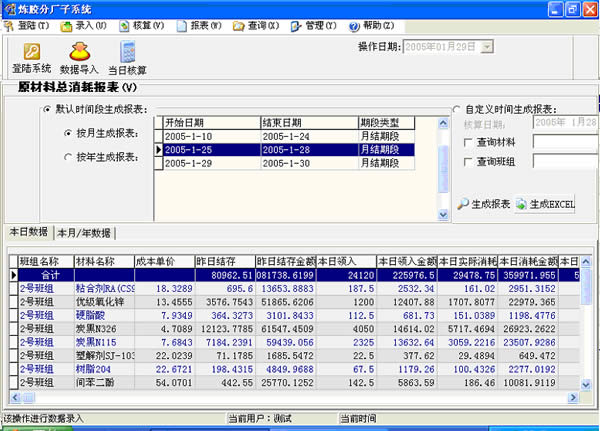 炼胶分厂子系统
登陆(T) 录入(U) 核算(V) 报表(W) 查询(X) 管理(Y) 帮助(Z)
操作日期: 2005年01月29日
登陆系统 数据导入 当日核算
原材料总消耗报表(V)
默认时间段生成报表: 自定义时间生成报表:
开始日期 结束日期 期段类型
2005-1-10 2005-1-24 月结期段
2005-1-25 2005-1-28 月结期段
2005-1-29 2005-1-30 月结期段
按月生成报表:
按年生成报表:
核算日期: 2005年 1月28
查询材料
查询班组
生成报表 生成EXCEL
本日数据 本月/年数据
班组名称 材料名称 成本单价 昨日结存 昨日结存金额 本日领入 本日领入金额 本日实际消耗 本日消耗金额 本日
合计 80962.51 081738.6199 24120 225976.5 29478.75 359971.955 5
2号班组 粘合剂RA(CS9 18.3289 695.6 13653.8883 187.5 2532.34 161.02 2951.3152
2号班组 优级氧化锌 13.4555 3576.7543 51865.6206 1200 12407.88 1707.8077 22979.365
2号班组 硬脂酸 7.9349 364.3273 3101.8433 112.5 681.73 151.0389 1198.4776
2号班组 炭黑N326 4.7089 12123.7785 61547.4509 4050 14614.02 5717.4694 26923.2622
2号班组 炭黑N115 7.6843 7184.2391 59439.056 2325 13632.64 3059.2216 23507.9286
2号班组 塑解剂SJ-103 22.0239 71.1785 1685.5472 22.5 377.62 29.4894 649.472
2号班组 树脂204 22.6721 198.4315 4849.9688 67.5 1179.26 100.4326 2277.0192
2号班组 间苯二酚 54.0701 442.55 25770.1252 142.5 5863.59 186.46 10081.9119
该操作进行数据录入 当前用户：测试 当前时间